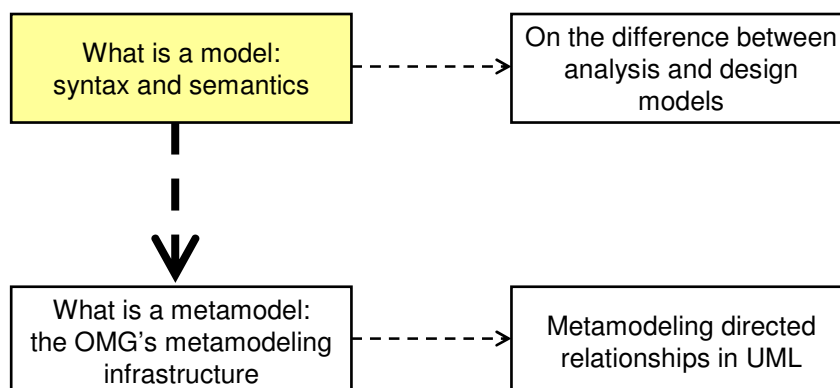 What is a model:
syntax and semantics
On the difference between
analysis and design
models
What is a metamodel:
the OMG's metamodeling
infrastructure
Metamodeling directed
relationships in UML